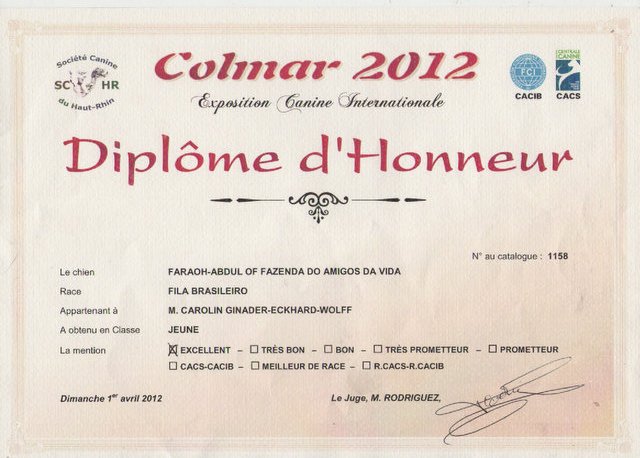 Société Canine
SC HR
du Haut-Rhin
Colmar 2012
Exposition Canine Internationale
FCI
CACIB
CENTRALE
CANINE
CACS
Diplôme d'Honneur
N° au catalogue : 1158
Le chien FARAOH-ABDUL OF FAZENDA DO AMIGOS DA VIDA
Race FILA BRASILEIRO
Appartenant à M. CAROLIN GINADER-ECKHARD-WOLFF
A obtenu en Classe JEUNE
La mention ☒ EXCELLENT – ☐ TRÈS BON – ☐ BON – ☐ TRÈS PROMETTEUR – ☐ PROMETTEUR
☐ CACS-CACIB – ☐ MEILLEUR DE RACE – ☐ R.CACS-R.CACIB
Dimanche 1er avril 2012 Le Juge, M. RODRIGUEZ,